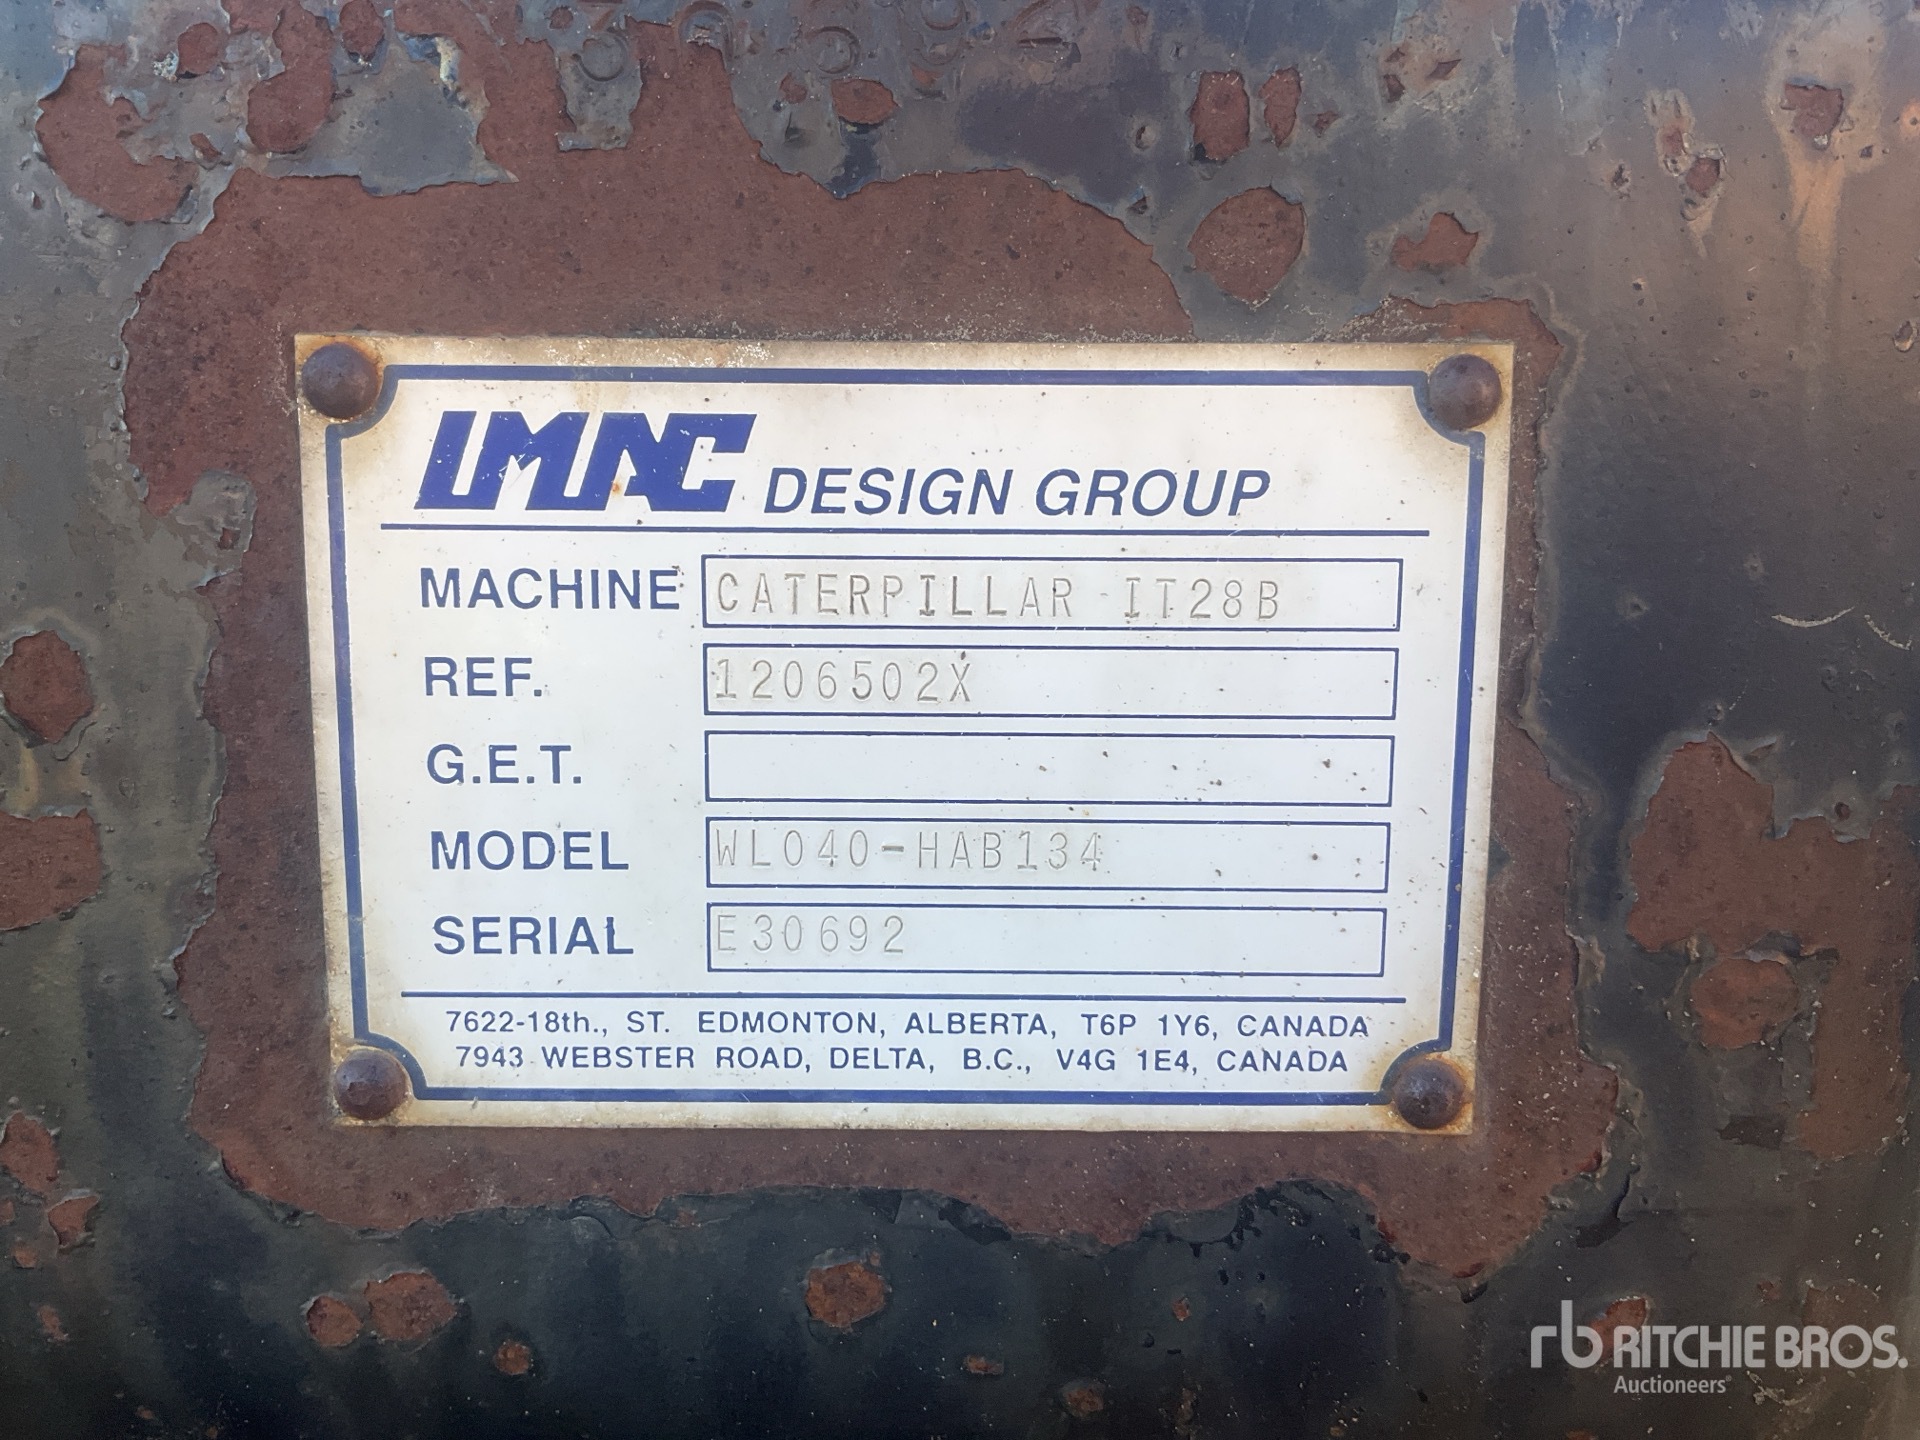 IMAC DESIGN GROUP
MACHINE CATERPILLAR IT28B
REF. 1206502X
G.E.T.
MODEL WL040-HAB134
SERIAL E30692
7622-18th., ST. EDMONTON, ALBERTA, T6P 1Y6, CANADA
7943 WEBSTER ROAD, DELTA, B.C., V4G 1E4, CANADA
rb RITCHIE BROS.
Auctioneers